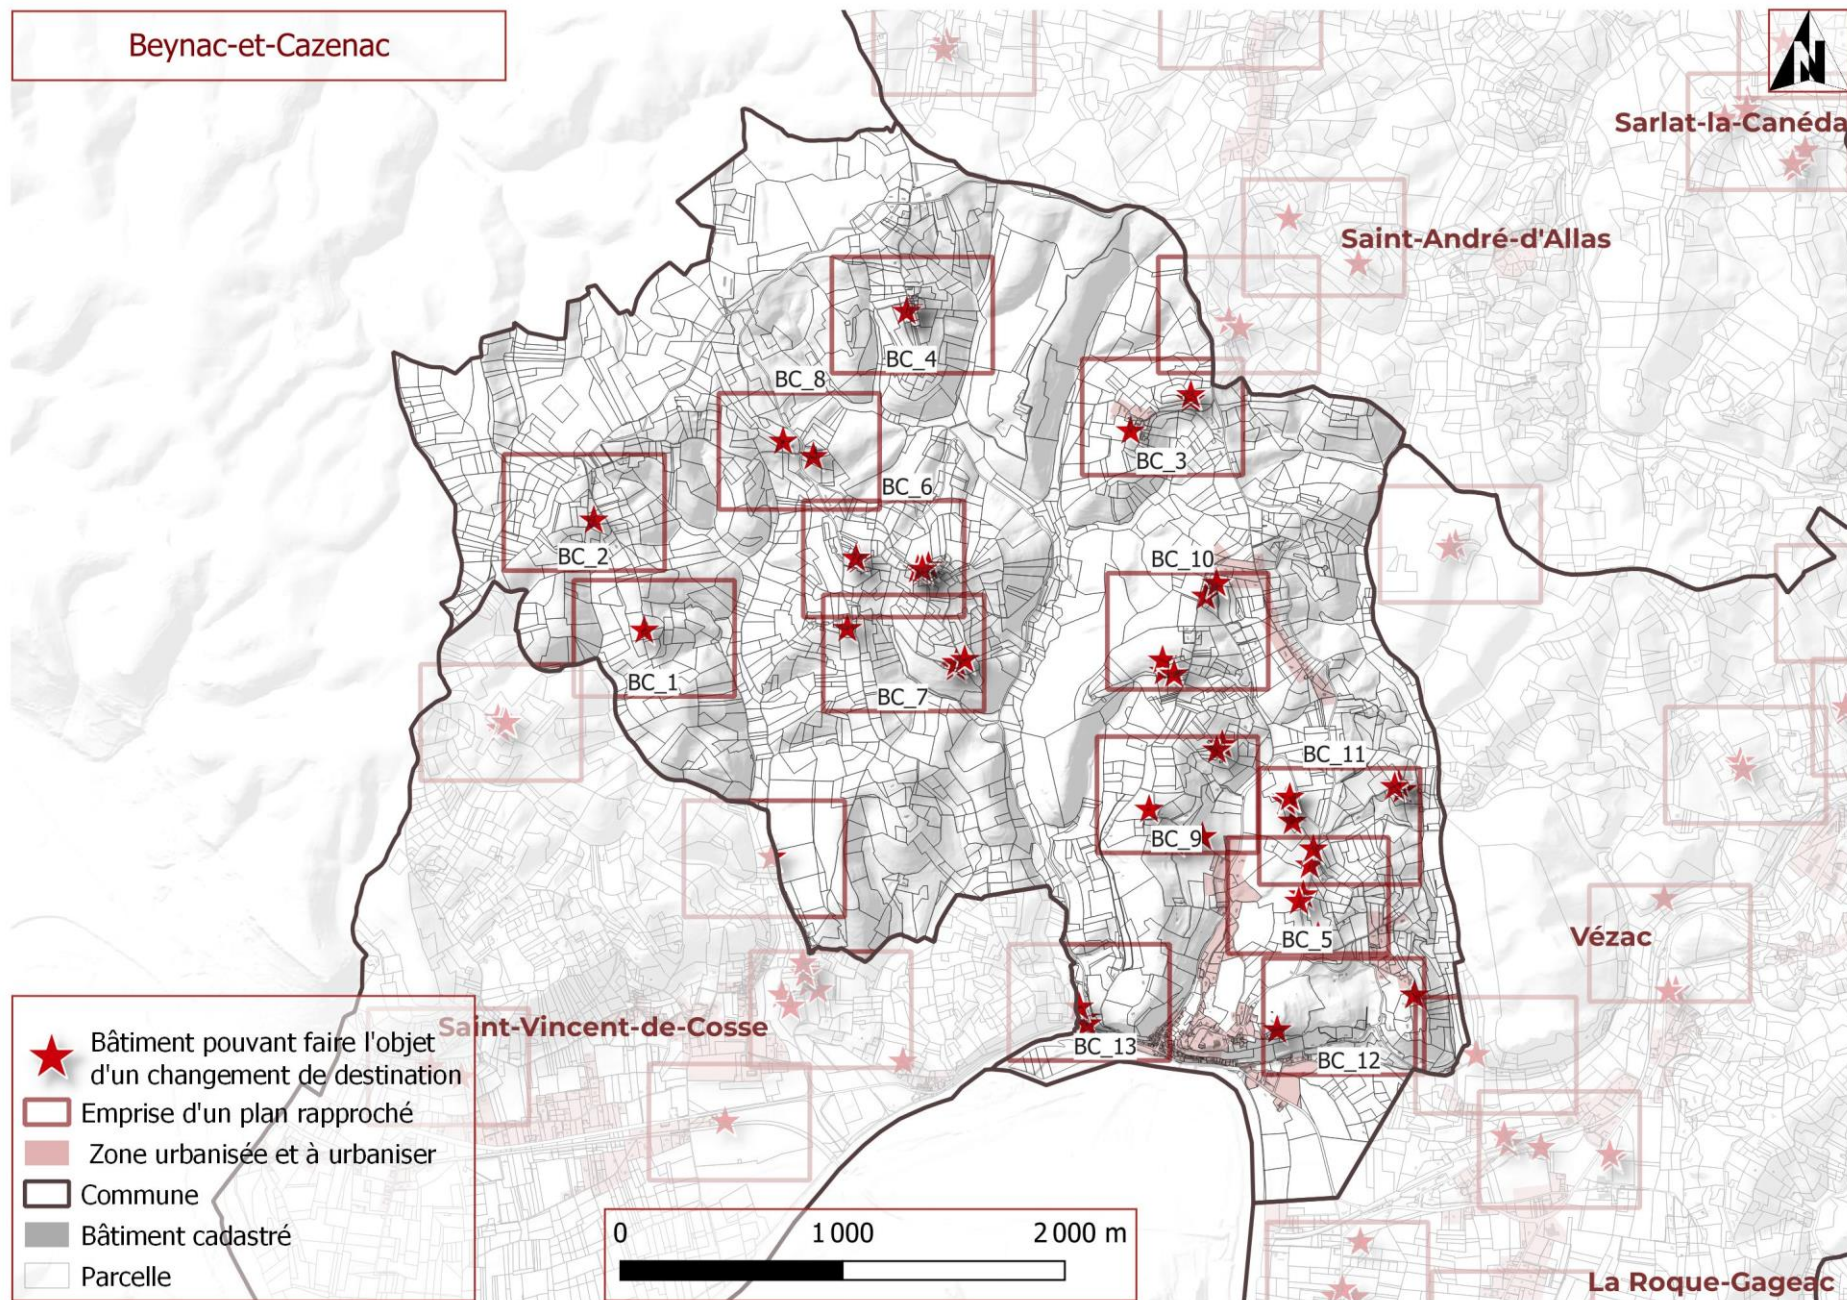 Beynac-et-Cazenac
N
Sarlat-la-Canéda
Saint-André-d'Allas
BC_4
BC_8
BC_3
BC_6
BC_2
BC_10
BC_1
BC_7
BC_11
BC_9
BC_5
Vézac
Saint-Vincent-de-Cosse
BC_13
BC_12
Bâtiment pouvant faire l'objet
d'un changement de destination
Emprise d'un plan rapproché
Zone urbanisée et à urbaniser
Commune
Bâtiment cadastré
Parcelle
0 1 000 2 000 m
La Roque-Gageac